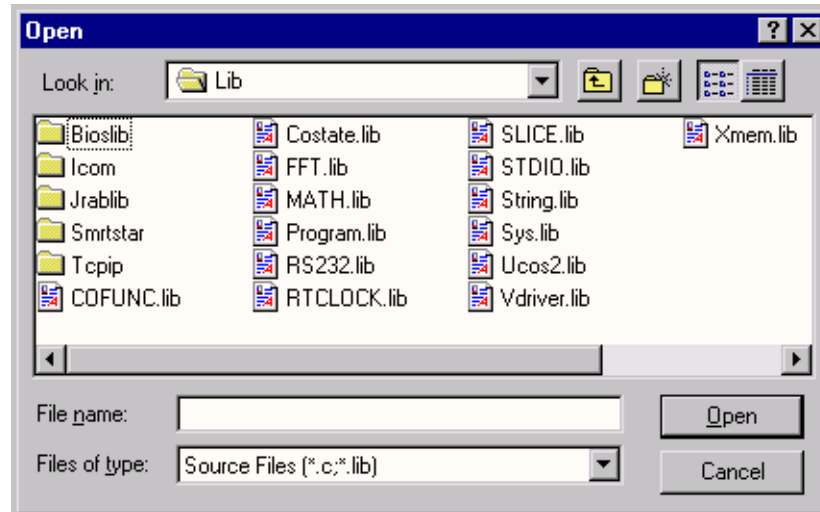 Open
Look in: Lib
Bioslib Costate.lib SLICE.lib Xmem.lib
Icom FFT.lib STDIO.lib
Jrablib MATH.lib String.lib
Smrtstar Program.lib Sys.lib
Tcpip RS232.lib Ucos2.lib
COFUNC.lib RTCLOCK.lib Vdriver.lib
File name: Open
Files of type: Source Files (*.c;*.lib) Cancel